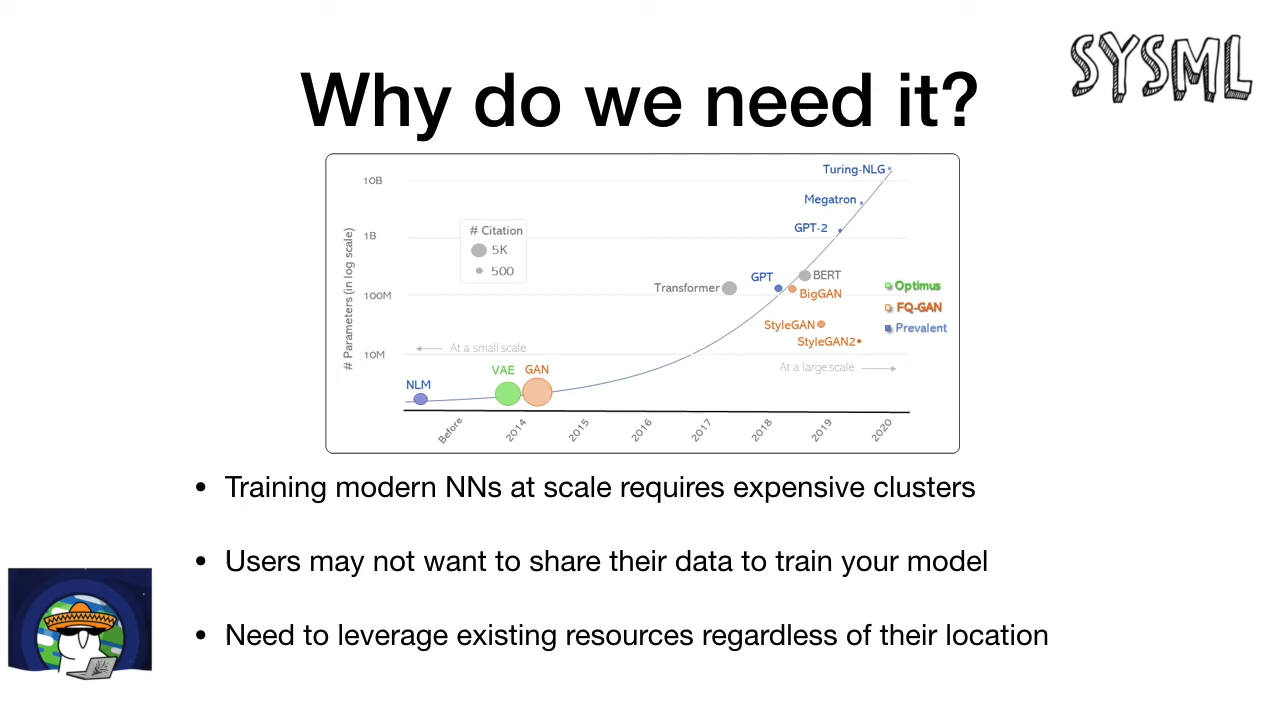 SYSML
Why do we need it?
Turing-NLG
10B
Megatron
GPT-2
# Citation
1B
5K
500
# Parameters (in log scale)
GPT
BERT
Transformer
BigGAN
Optimus
100M
FQ-GAN
StyleGAN
Prevalent
StyleGAN2
At a small scale
10M
At a large scale
VAE
GAN
NLM
Before
2014
2015
2016
2017
2018
2019
2020
• Training modern NNs at scale requires expensive clusters
• Users may not want to share their data to train your model
• Need to leverage existing resources regardless of their location